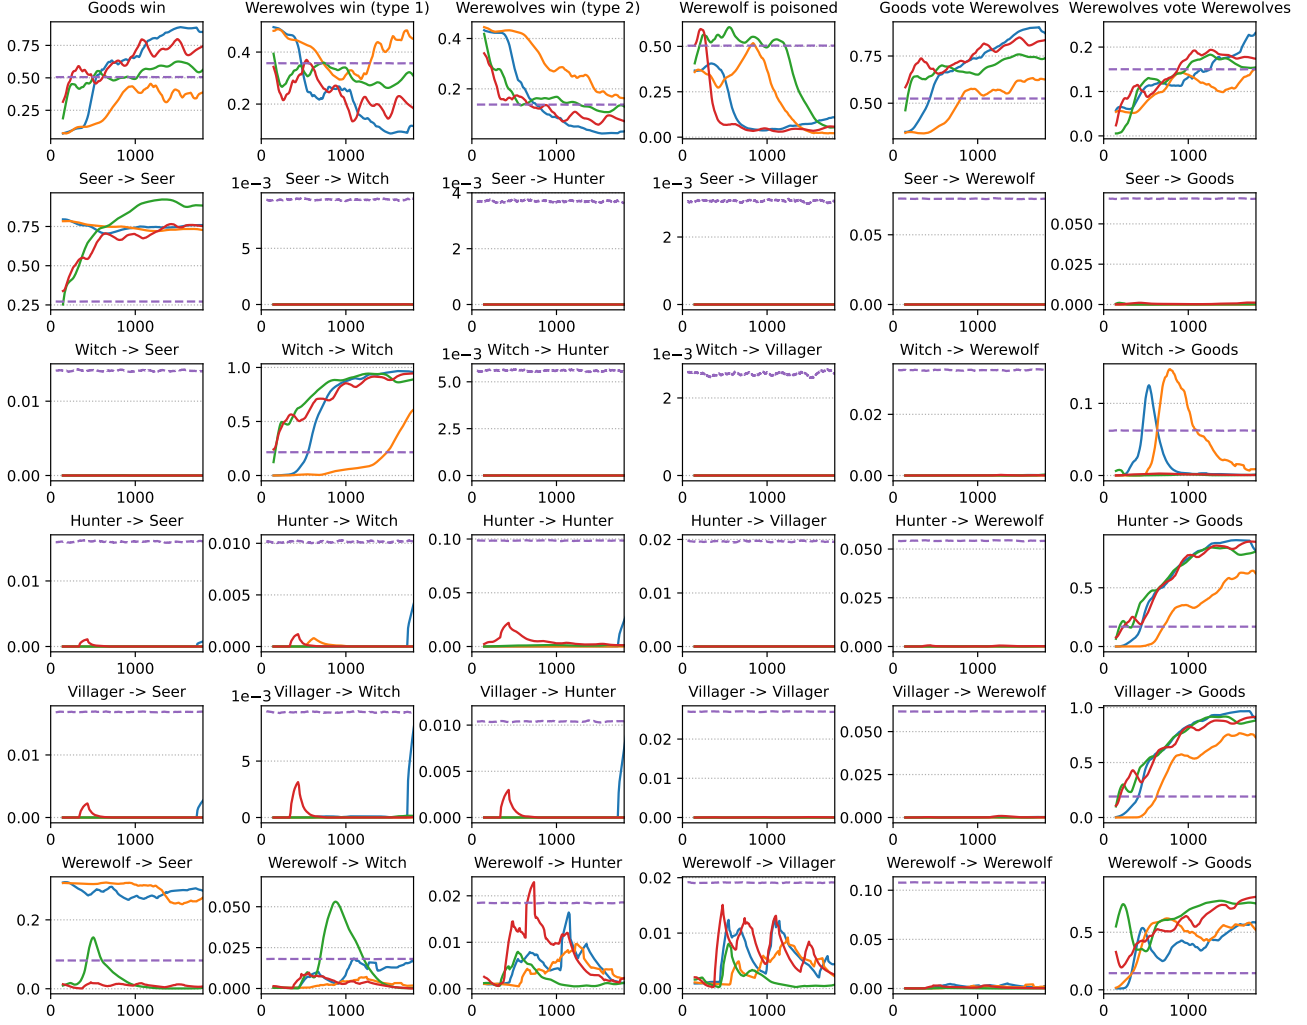 Goods win Werewolves win (type 1) Werewolves win (type 2) Werewolf is poisoned Goods vote Werewolves Werewolves vote Werewolves
0.75 0.4 0.4 0.50 0.75 0.2
0.50 0.2 0.2 0.25 0.50 0.1
0.25 0.00 0.0
0 1000 0 1000 0 1000 0 1000 0 1000 0 1000
Seer -> Seer Seer -> Witch Seer -> Hunter Seer -> Villager Seer -> Werewolf Seer -> Goods
1e−3 1e−3 1e−3
0.75 5 4 2 0.05 0.050
0.50 0 2 0 0.00 0.025
0.25 0 0.000
0 1000 0 1000 0 1000 0 1000 0 1000 0 1000
Witch -> Seer Witch -> Witch Witch -> Hunter Witch -> Villager Witch -> Werewolf Witch -> Goods
1e−3 1e−3
0.01 1.0 5.0 2 0.02 0.1
0.00 0.5 2.5 0 0.00 0.0
0.0 0.0
0 1000 0 1000 0 1000 0 1000 0 1000 0 1000
Hunter -> Seer Hunter -> Witch Hunter -> Hunter Hunter -> Villager Hunter -> Werewolf Hunter -> Goods
0.01 0.010 0.10 0.02 0.050 0.5
0.00 0.005 0.05 0.01 0.025 0.0
0.000 0.00 0.00 0.000
0 1000 0 1000 0 1000 0 1000 0 1000 0 1000
Villager -> Seer Villager -> Witch Villager -> Hunter Villager -> Villager Villager -> Werewolf Villager -> Goods
1e−3
0.01 5 0.010 0.02 0.050 1.0
0.00 0 0.005 0.01 0.025 0.5
0.000 0.00 0.000 0.0
0 1000 0 1000 0 1000 0 1000 0 1000 0 1000
Werewolf -> Seer Werewolf -> Witch Werewolf -> Hunter Werewolf -> Villager Werewolf -> Werewolf Werewolf -> Goods
0.2 0.050 0.02 0.02 0.10 0.5
0.0 0.025 0.01 0.01 0.05 0.0
0.000 0.00 0.00 0.00
0 1000 0 1000 0 1000 0 1000 0 1000 0 1000